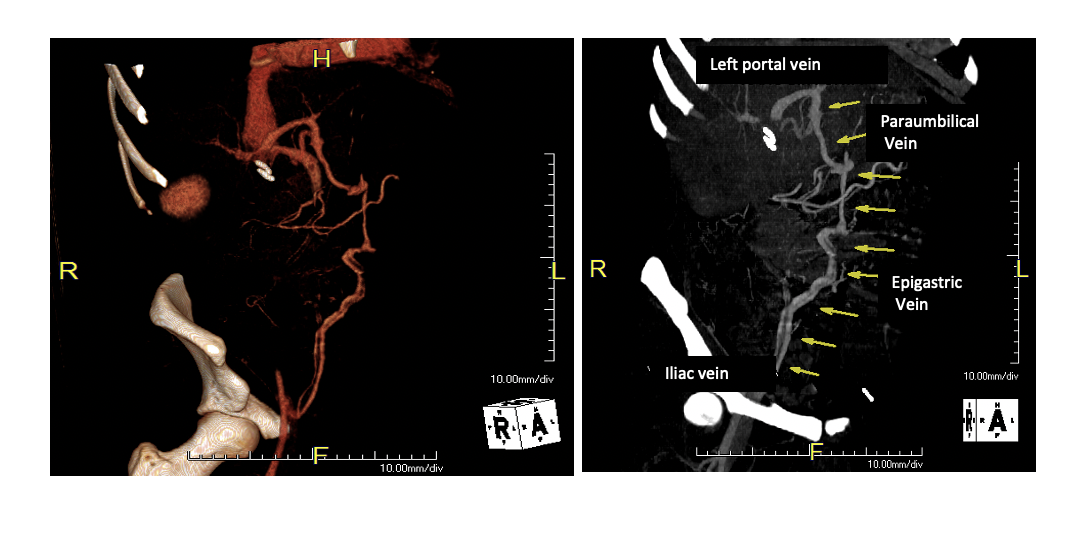 H
R
L
10.00mm/div
R A
F
10.00mm/div
Left portal vein
Paraumbilical
Vein
R
L
Epigastric
Vein
Iliac vein
10.00mm/div
R A L
F
10.00mm/div